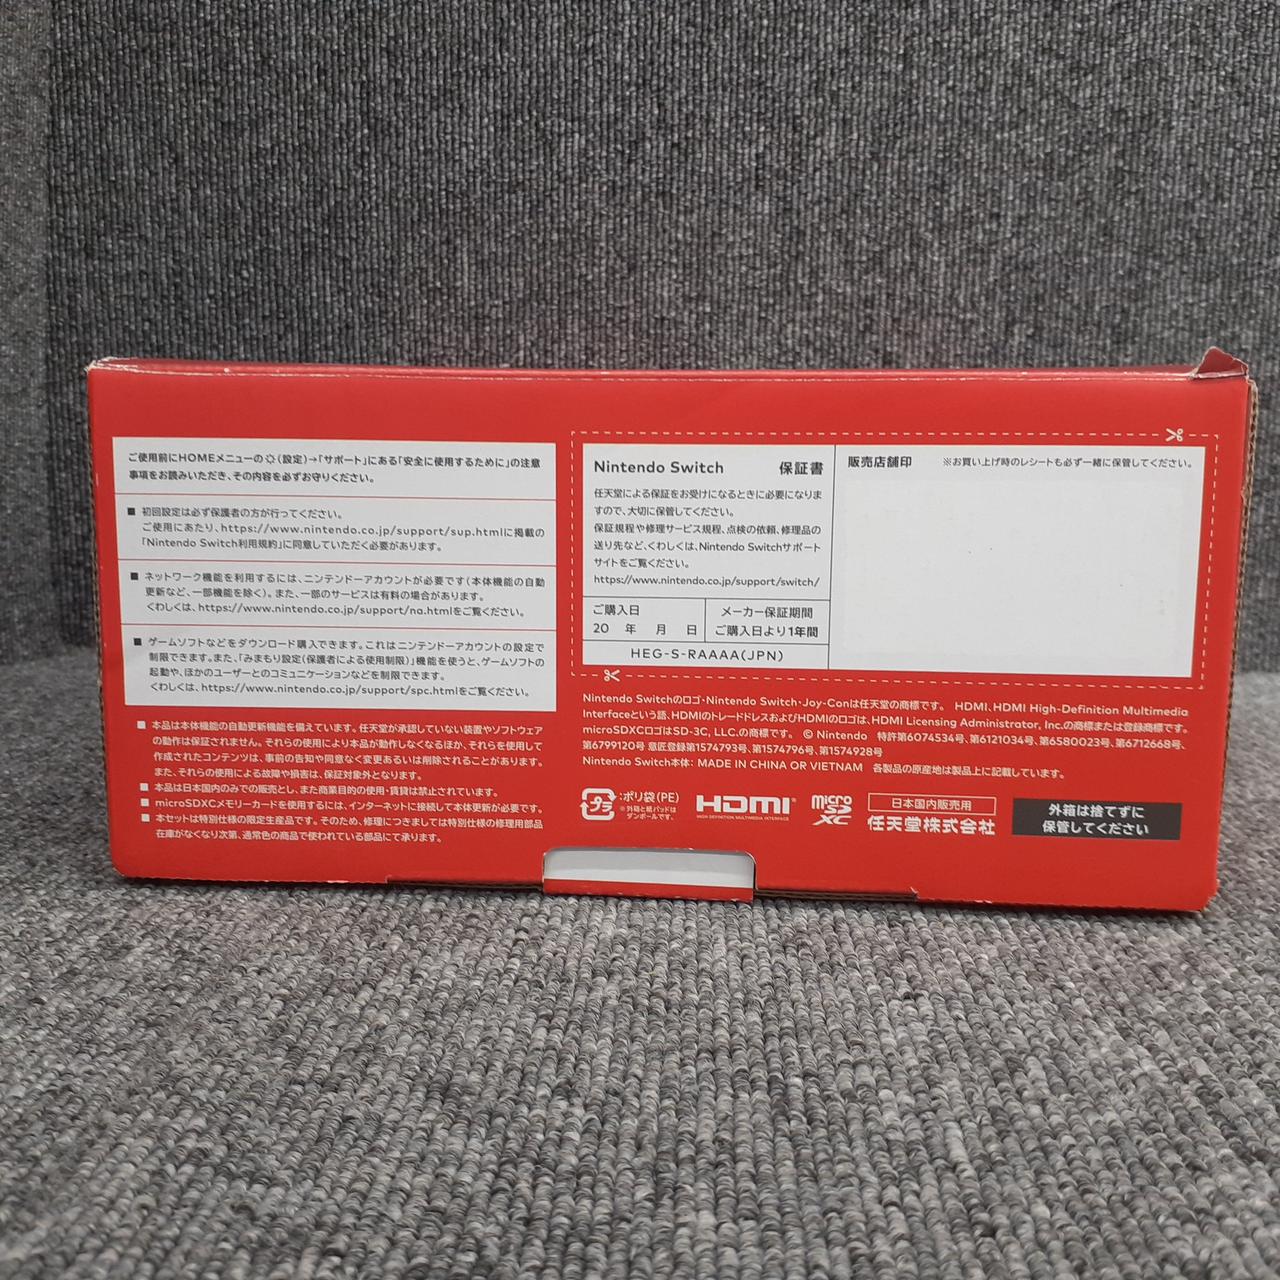 ご使用前にHOMEメニューの(設定)→「サポート」にある「安全に使用するために」の注意
事項をお読みいただき、その内容を必ずお守りください。
■ 初回設定は必ず保護者の方が行ってください。
ご使用にあたり、https://www.nintendo.co.jp/support/sup.htmlに掲載の
「Nintendo Switch利用規約」に同意していただく必要があります。
■ ネットワーク機能を利用するには、ニンテンドーアカウントが必要です(本体機能の自動
更新など、一部機能を除く)。また、一部のサービスは有料の場合があります。
くわしくは、https://www.nintendo.co.jp/support/na.htmlをご覧ください。
■ ゲームソフトなどをダウンロード購入できます。これはニンテンドーアカウントの設定で
制限できます。また、「みまもり設定(保護者による使用制限)」機能を使うと、ゲームソフトの
起動や、ほかのユーザーとのコミュニケーションなどを制限できます。
くわしくは、https://www.nintendo.co.jp/support/spc.htmlをご覧ください。
■ 本品は本体機能の自動更新機能を備えています。任天堂が承認していない装置やソフトウェア
の動作は保証されません。それらの使用により本品が動作しなくなるほか、それらを使用して
作成されたコンテンツは、事前の告知や同意なく変更あるいは削除されることがあります。
また、それらの使用による故障や損害は、保証対象外となります。
■ 本品は日本国内のみでの販売とし、また商業目的の使用・賃貸は禁止されています。
■ microSDXCメモリーカードを使用するには、インターネットに接続して本体更新が必要です。
■ 本セットは特別仕様の限定生産品です。そのため、修理につきましては特別仕様の修理用部品
在庫がなくなり次第、通常色の商品で使われている部品にて承ります。
Nintendo Switch 保証書
任天堂による保証をお受けになるときに必要になりま
すので、大切に保管してください。
保証規程や修理サービス規程、点検の依頼、修理品の
送り先など、くわしくは、Nintendo Switchサポート
サイトをご覧ください。
https://www.nintendo.co.jp/support/switch/
ご購入日
20 年 月 日
メーカー保証期間
ご購入日より1年間
HEG-S-RAAAA(JPN)
販売店舗印 ※お買い上げ時のレシートも必ず一緒に保管してください。
Nintendo Switchのロゴ・Nintendo Switch・Joy-Conは任天堂の商標です。 HDMI、HDMI High-Definition Multimedia
Interfaceという語、HDMIのトレードドレスおよびHDMIのロゴは、HDMI Licensing Administrator, Inc.の商標または登録商標です。
microSDXCロゴはSD-3C, LLC.の商標です。 © Nintendo 特許第6074534号、第6121034号、第6580023号、第6712668号、
第6799120号 意匠登録第1574793号、第1574796号、第1574928号
Nintendo Switch本体: MADE IN CHINA OR VIETNAM 各製品の原産地は製品上に記載しています。
プラ
:ポリ袋(PE)
※外箱と紙パッドは
ダンボールです。
HDMI
HIGH-DEFINITION MULTIMEDIA INTERFACE
micro
SD
XC
日本国内販売用
任天堂株式会社
外箱は捨てずに
保管してください